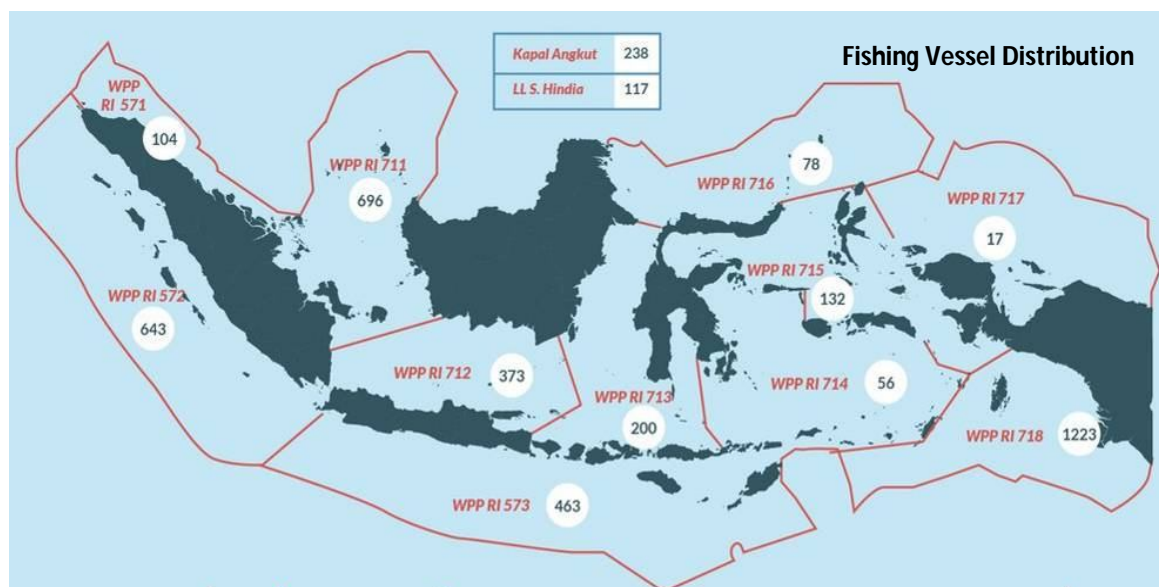 Fishing Vessel Distribution
Kapal Angkut 238
LL S. Hindia 117
WPP
RI 571
104
WPP RI 711
696
WPP RI 716
78
WPP RI 717
17
WPP RI 715
132
WPP RI 572
643
WPP RI 712
373
WPP RI 713
200
WPP RI 714
56
WPP RI 718
1223
WPP RI 573
463